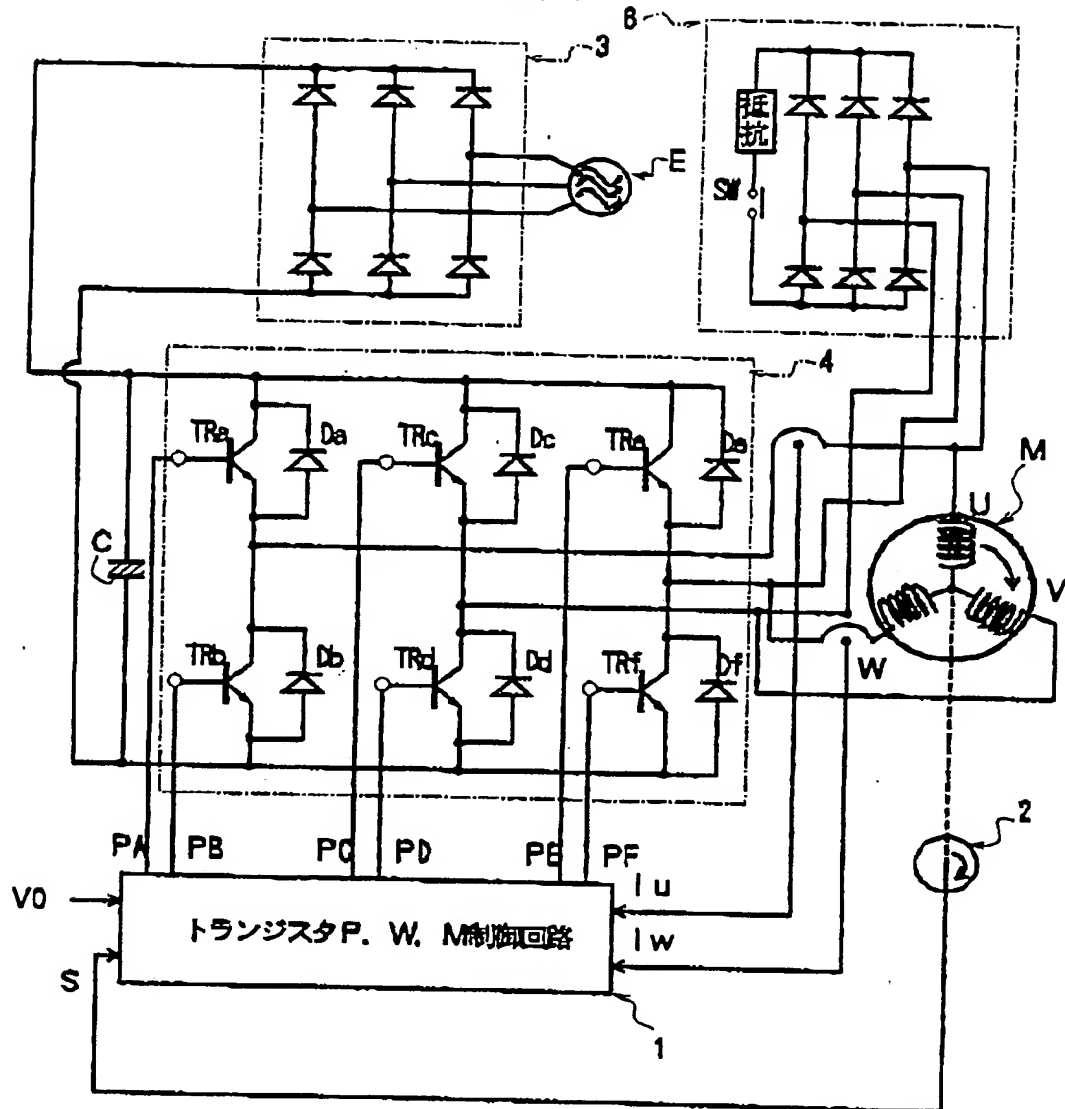 3
6
抵抗
SW
E
4
TRa
Da
TRc
Dc
TRe
De
M
U
V
W
C
TRb
Db
TRd
Dd
TRf
Df
2
PA
PB
PC
PD
PE
PF
V0
Iu
トランジスタP. W. M制御回路
Iw
S
1